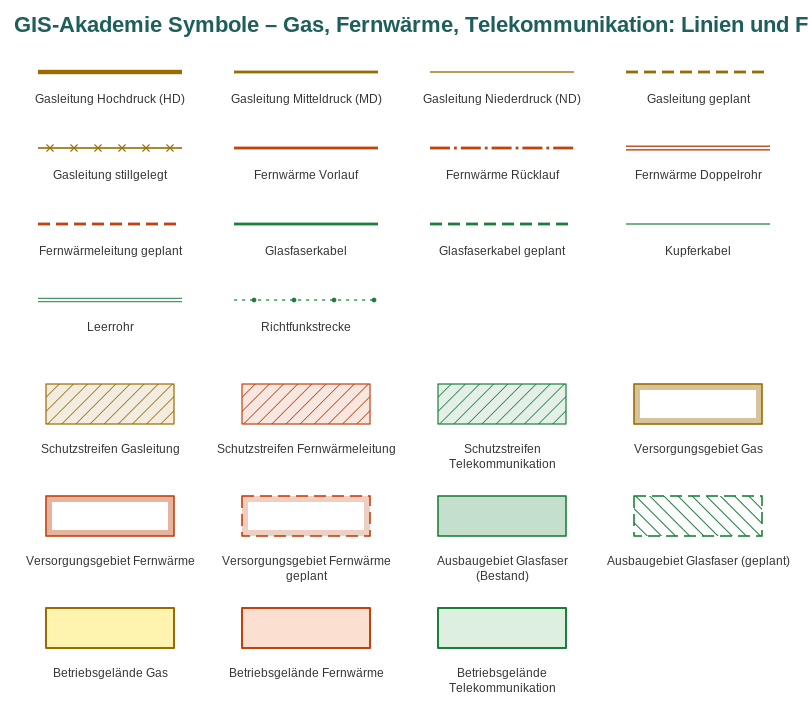 GIS-Akademie Symbole – Gas, Fernwärme, Telekommunikation: Linien und F
Gasleitung Hochdruck (HD)
Gasleitung Mitteldruck (MD)
Gasleitung Niederdruck (ND)
Gasleitung geplant
Gasleitung stillgelegt
Fernwärme Vorlauf
Fernwärme Rücklauf
Fernwärme Doppelrohr
Fernwärmeleitung geplant
Glasfaserkabel
Glasfaserkabel geplant
Kupferkabel
Leerrohr
Richtfunkstrecke
Schutzstreifen Gasleitung
Schutzstreifen Fernwärmeleitung
Schutzstreifen
Telekommunikation
Versorgungsgebiet Gas
Versorgungsgebiet Fernwärme
Versorgungsgebiet Fernwärme
geplant
Ausbaugebiet Glasfaser
(Bestand)
Ausbaugebiet Glasfaser (geplant)
Betriebsgelände Gas
Betriebsgelände Fernwärme
Betriebsgelände
Telekommunikation